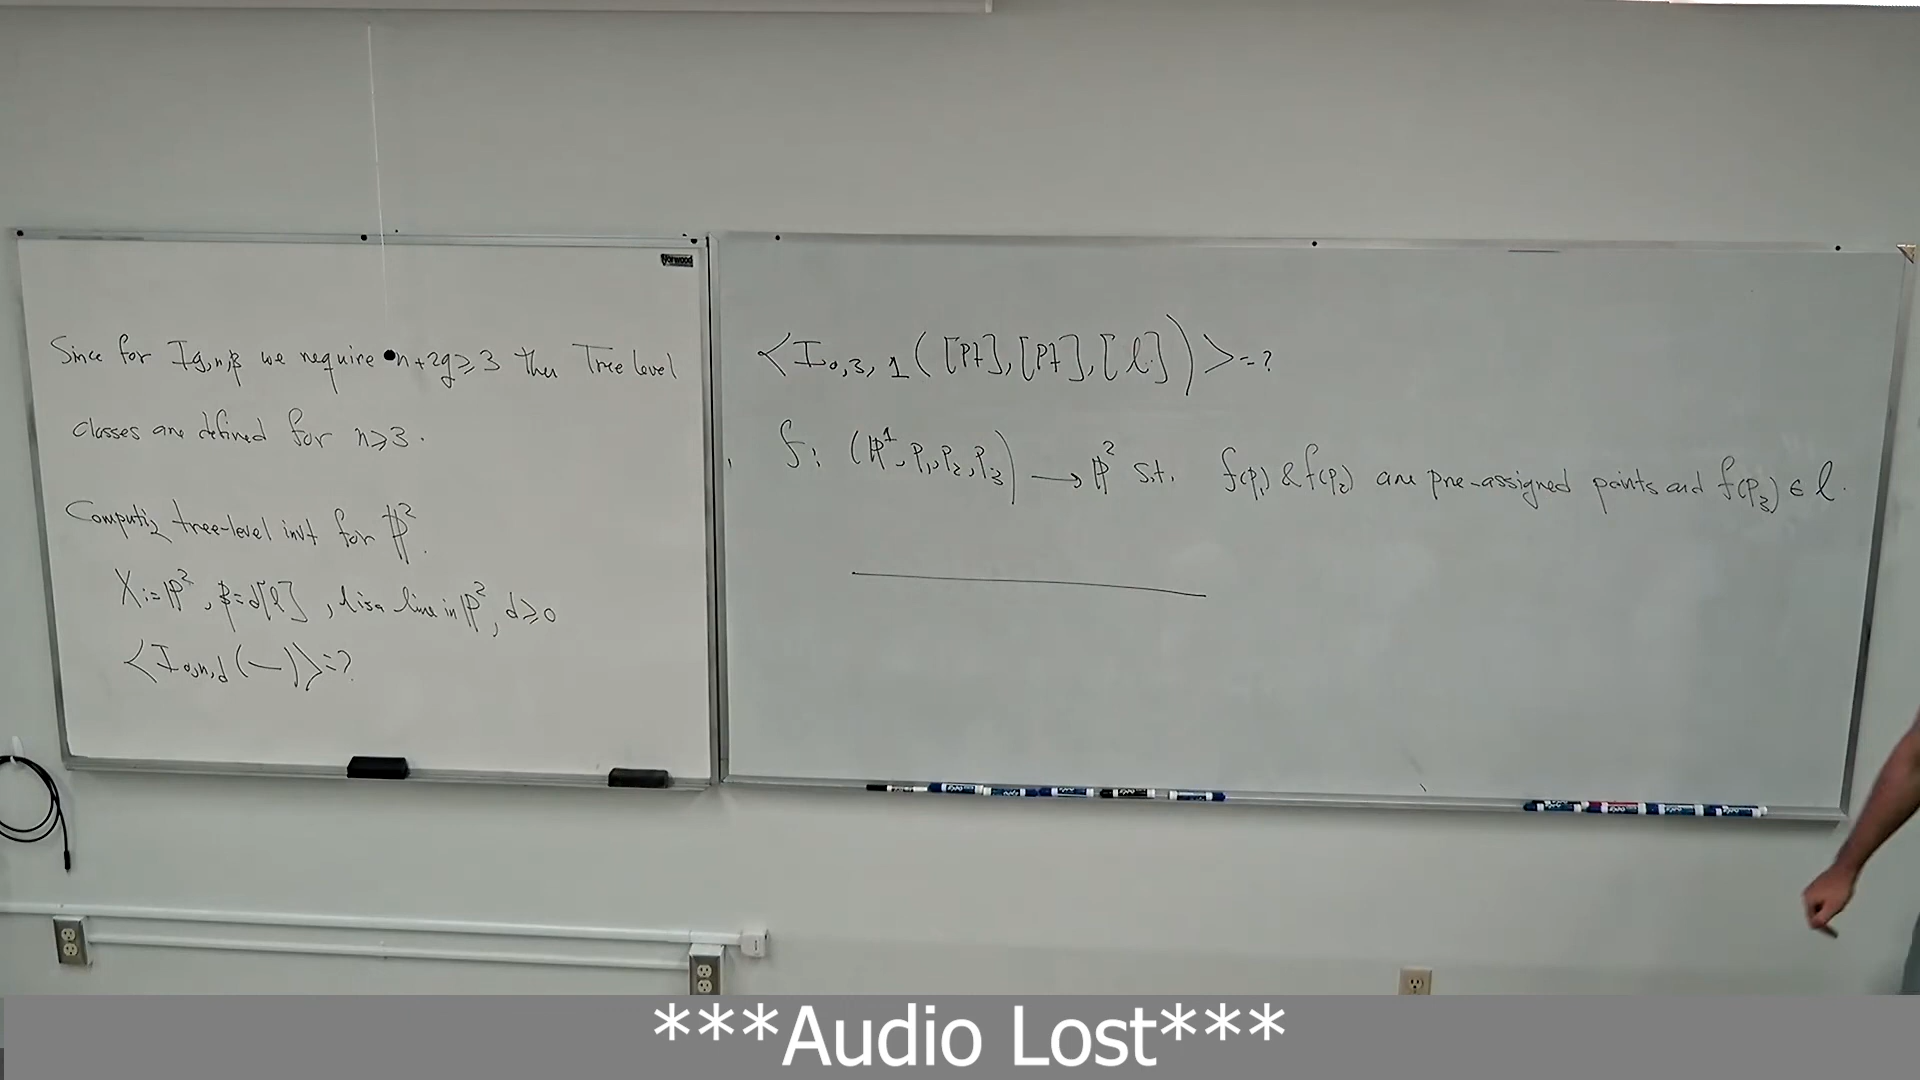 Norwood
Since for I_{g,n,β} we require n+2g≥3 then Tree level
classes are defined for n≥3.
Computing tree-level invt for ℙ².
X:=ℙ², β=d[l], l is a line in ℙ², d≥0
<I_{0,n,d}(—)>=?
<I_{0,3,1}([pt],[pt],[l])>=?
f: (ℙ¹, p₁, p₂, p₃) ⟶ ℙ² s.t. f(p₁) & f(p₂) are pre-assigned points and f(p₃) ∈ l.
***Audio Lost***